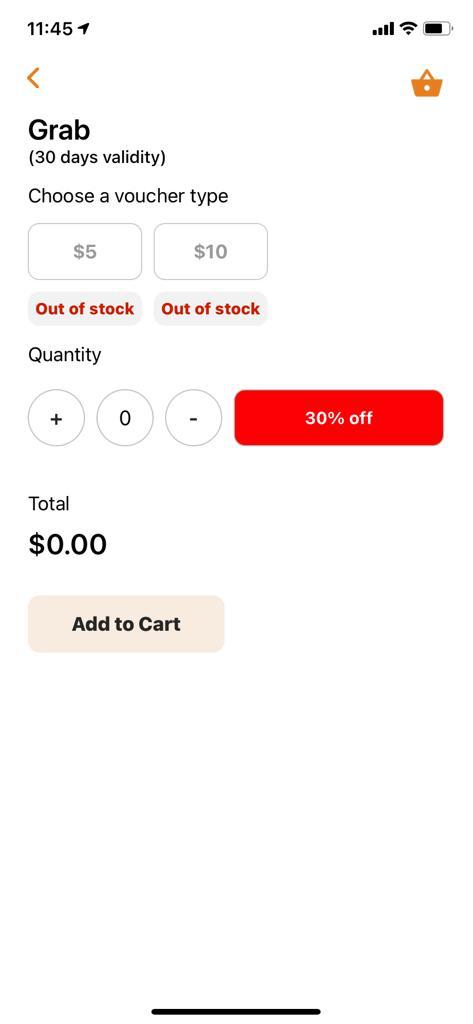 11:45
Grab
(30 days validity)
Choose a voucher type
$5 $10
Out of stock Out of stock
Quantity
+ 0 - 30% off
Total
$0.00
Add to Cart